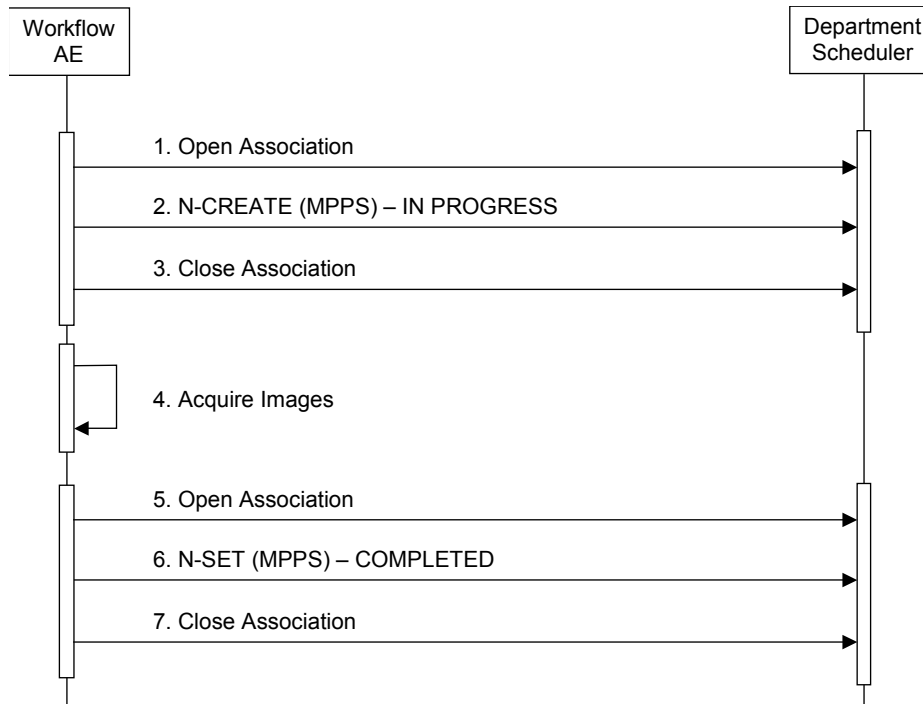 Workflow
AE
Department
Scheduler
1. Open Association
2. N-CREATE (MPPS) – IN PROGRESS
3. Close Association
4. Acquire Images
5. Open Association
6. N-SET (MPPS) – COMPLETED
7. Close Association